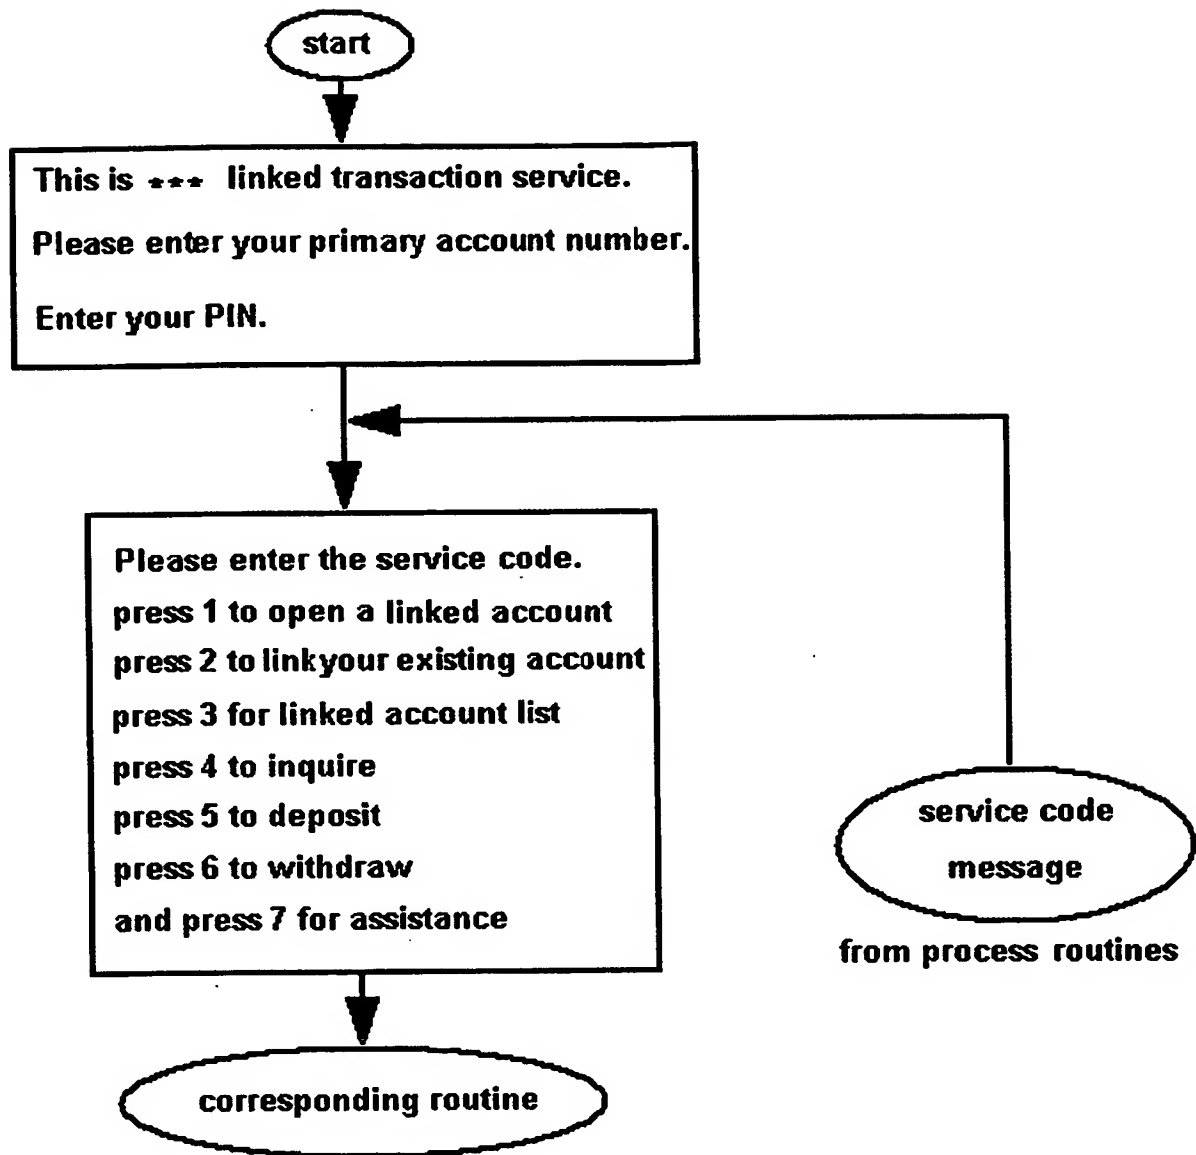 start
This is *** linked transaction service.
Please enter your primary account number.
Enter your PIN.
Please enter the service code.
press 1 to open a linked account
press 2 to linkyour existing account
press 3 for linked account list
press 4 to inquire
press 5 to deposit
press 6 to withdraw
and press 7 for assistance
service code
message
from process routines
corresponding routine